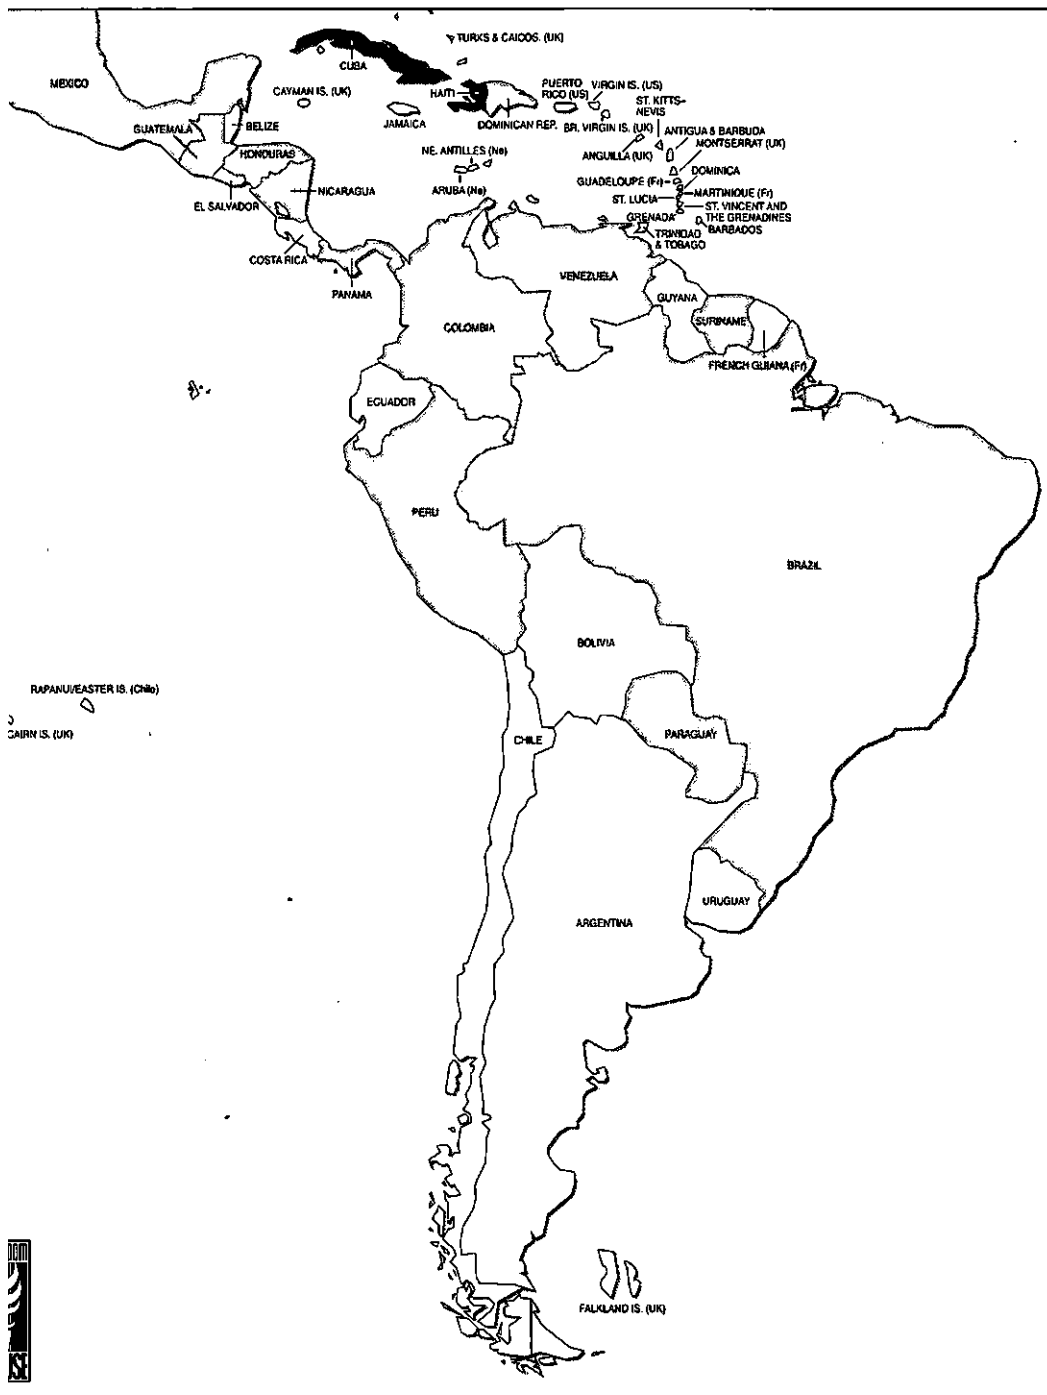 TURKS & CAICOS. (UK)
CUBA
MEXICO
CAYMAN IS. (UK)
HAITI
PUERTO
RICO (US)
VIRGIN IS. (US)
ST. KITTS-
NEVIS
JAMAICA
DOMINICAN REP.
BR. VIRGIN IS. (UK)
GUATEMALA
BELIZE
ANTIGUA & BARBUDA
MONTSERRAT (UK)
HONDURAS
NE. ANTILLES (Ne)
ANGUILLA (UK)
DOMINICA
GUADELOUPE (Fr)
NICARAGUA
ARUBA (Ne)
MARTINIQUE (Fr)
ST. LUCIA
EL SALVADOR
ST. VINCENT AND
THE GRENADINES
GRENADA
BARBADOS
TRINIDAD
& TOBAGO
COSTA RICA
PANAMA
VENEZUELA
GUYANA
COLOMBIA
SURINAME
FRENCH GUIANA (Fr)
ECUADOR
PERU
BRAZIL
BOLIVIA
RAPANUI/EASTER IS. (Chile)
CAIRN IS. (UK)
CHILE
PARAGUAY
URUGUAY
ARGENTINA
FALKLAND IS. (UK)